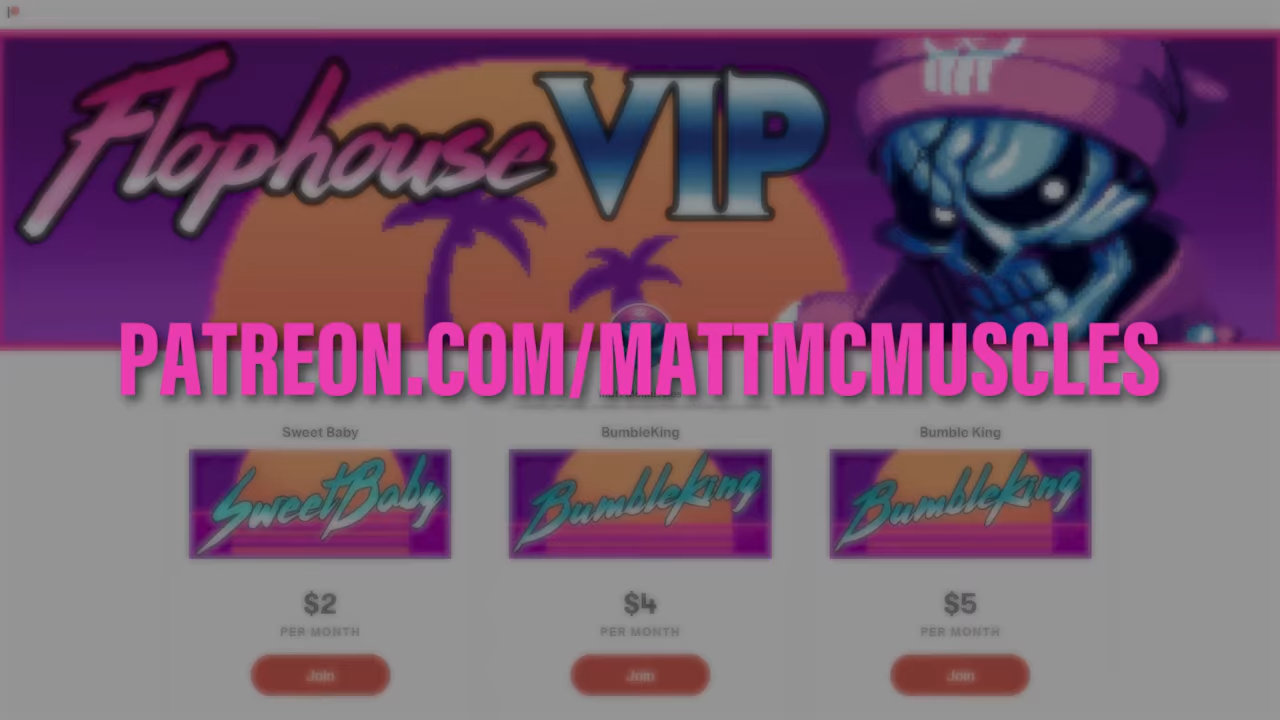 Flophouse VIP
PATREON.COM/MATTMCMUSCLES
Sweet Baby
BumbleKing
Bumble King
SweetBaby
BumbleKing
BumbleKing
$2
$4
$5
PER MONTH
PER MONTH
PER MONTH
Join
Join
Join